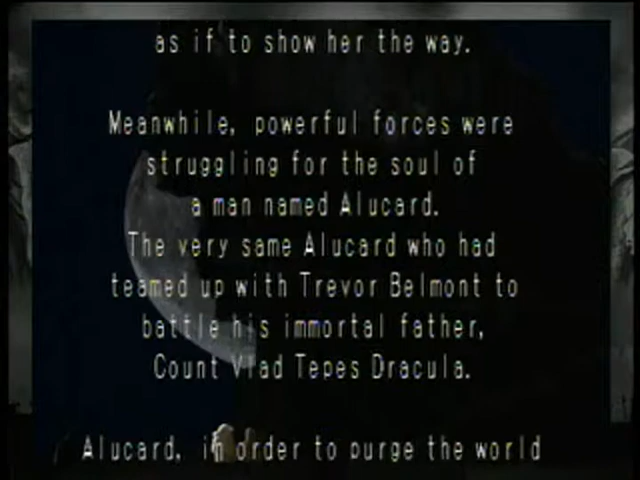 as if to show her the way.
Meanwhile, powerful forces were
struggling for the soul of
a man named Alucard.
The very same Alucard who had
teamed up with Trevor Belmont to
battle his immortal father,
Count Vlad Tepes Dracula.
Alucard, in order to purge the world